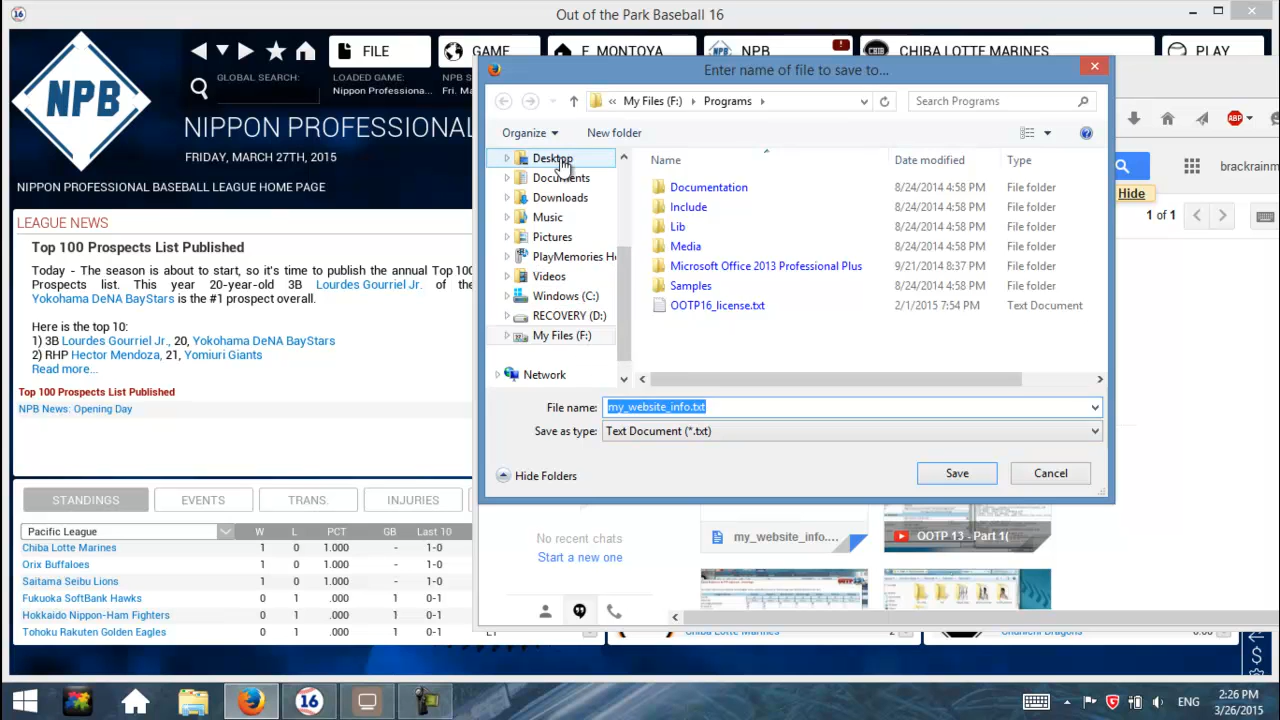 16
Out of the Park Baseball 16
NPB
FILE
GAME
F. MONTOYA
NPB
CHIBA LOTTE MARINES
PLAY
GLOBAL SEARCH:
LOADED GAME:
Nippon Professiona...
NPB S
Fri. Ma
NIPPON PROFESSIONAL
FRIDAY, MARCH 27TH, 2015
NIPPON PROFESSIONAL BASEBALL LEAGUE HOME PAGE
LEAGUE NEWS
Top 100 Prospects List Published
Today - The season is about to start, so it's time to publish the annual Top 100
Prospects list. This year 20-year-old 3B Lourdes Gourriel Jr. of the
Yokohama DeNA BayStars is the #1 prospect overall.
Here is the top 10:
1) 3B Lourdes Gourriel Jr., 20, Yokohama DeNA BayStars
2) RHP Hector Mendoza, 21, Yomiuri Giants
Read more...
Top 100 Prospects List Published
NPB News: Opening Day
STANDINGS
EVENTS
TRANS.
INJURIES
Pacific League W L PCT GB Last 10
Chiba Lotte Marines 1 0 1.000 - 1-0
Orix Buffaloes 1 0 1.000 - 1-0
Saitama Seibu Lions 1 0 1.000 - 1-0
Fukuoka SoftBank Hawks 0 1 .000 1 0-1
Hokkaido Nippon-Ham Fighters 0 1 .000 1 0-1
Tohoku Rakuten Golden Eagles 0 1 .000 1 0-1
Enter name of file to save to...
« My Files (F:) Programs
Search Programs
Organize
New folder
Desktop
Documents
Downloads
Music
Pictures
PlayMemories H
Videos
Windows (C:)
RECOVERY (D:)
My Files (F:)
Network
Name Date modified Type
Documentation 8/24/2014 4:58 PM File folder
Include 8/24/2014 4:58 PM File folder
Lib 8/24/2014 4:58 PM File folder
Media 8/24/2014 4:58 PM File folder
Microsoft Office 2013 Professional Plus 9/21/2014 8:37 PM File folder
Samples 8/24/2014 4:58 PM File folder
OOTP16_license.txt 2/1/2015 7:54 PM Text Document
File name: my_website_info.txt
Save as type: Text Document (*.txt)
Hide Folders
Save
Cancel
ABP
brackrainm
Hide
1 of 1
No recent chats
Start a new one
my_website_info....
OOTP 13 - Part 1(
Chiba Lotte Marines
Chunichi Dragons
$
16
ENG
2:26 PM
3/26/2015